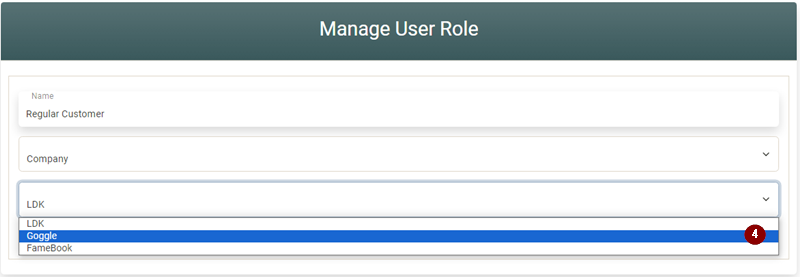 Manage User Role
Name
Regular Customer
Company
LDK
LDK
Goggle
4
FameBook